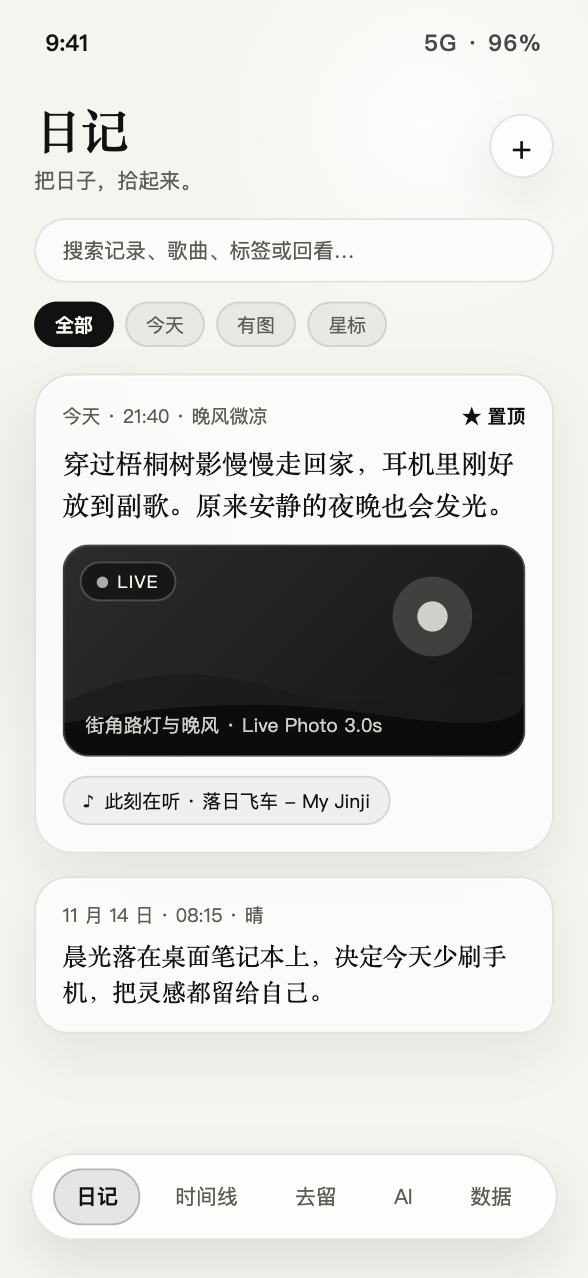 9:41
5G · 96%
日记
+
把日子，拾起来。
搜索记录、歌曲、标签或回看…
全部
今天
有图
星标
今天 · 21:40 · 晚风微凉
★ 置顶
穿过梧桐树影慢慢走回家，耳机里刚好
放到副歌。原来安静的夜晚也会发光。
LIVE
街角路灯与晚风 · Live Photo 3.0s
♪ 此刻在听 · 落日飞车 – My Jinji
11 月 14 日 · 08:15 · 晴
晨光落在桌面笔记本上，决定今天少刷手
机，把灵感都留给自己。
日记
时间线
去留
AI
数据